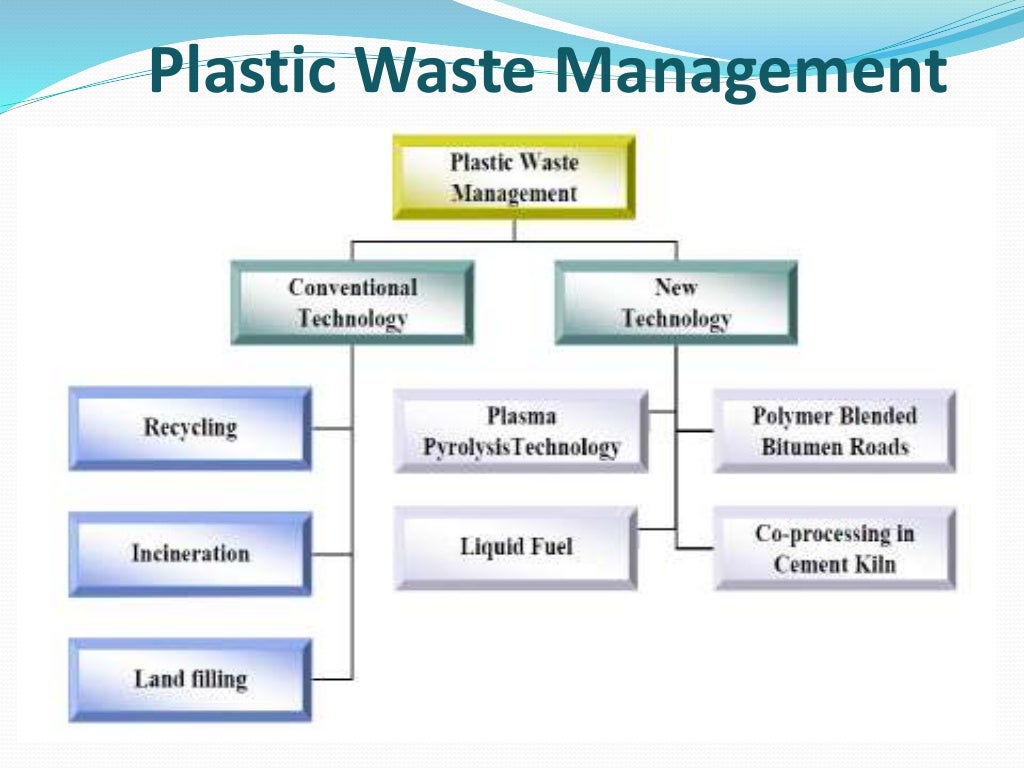 Plastic Waste Management
Plastic Waste
Management
Conventional
Technology
New
Technology
Recycling
Plasma
PyrolysisTechnology
Polymer Blended
Bitumen Roads
Incineration
Liquid Fuel
Co-processing in
Cement Kiln
Land filling